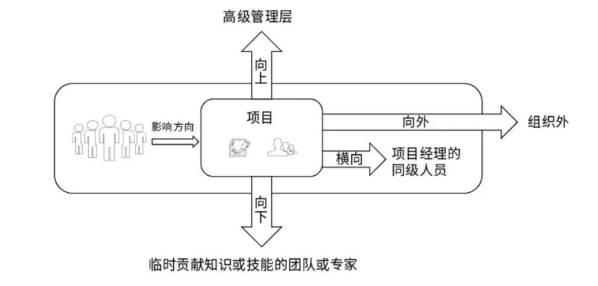 高级管理层
向上
影响方向
项目
向外
组织外
横向
项目经理的
同级人员
向下
临时贡献知识或技能的团队或专家